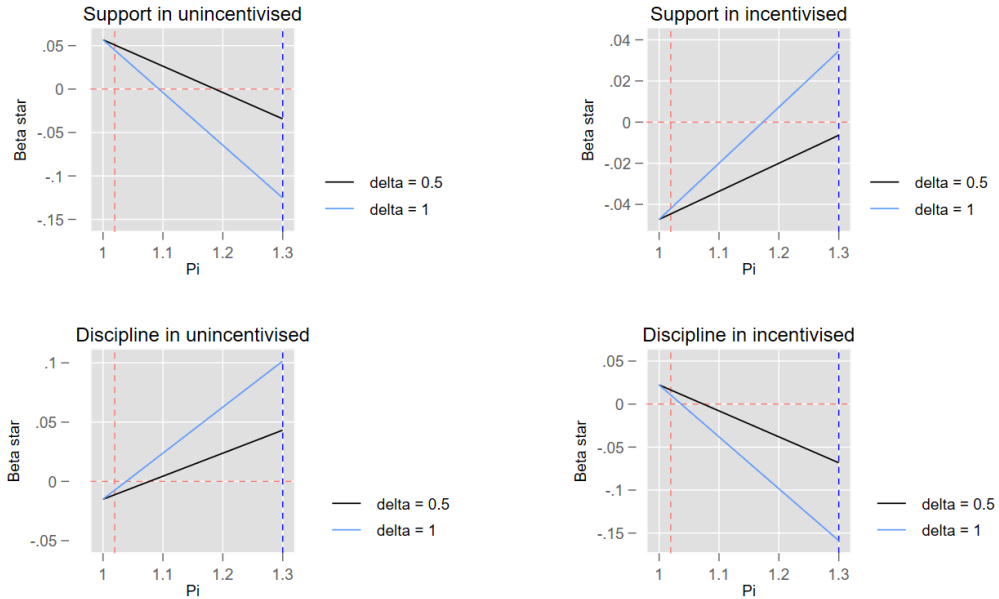 Support in unincentivised
.05
0
-.05
-.1
-.15
Beta star
1 1.1 1.2 1.3
Pi
delta = 0.5
delta = 1
Support in incentivised
.04
.02
0
-.02
-.04
Beta star
1 1.1 1.2 1.3
Pi
delta = 0.5
delta = 1
Discipline in unincentivised
.1
.05
0
-.05
Beta star
1 1.1 1.2 1.3
Pi
delta = 0.5
delta = 1
Discipline in incentivised
.05
0
-.05
-.1
-.15
Beta star
1 1.1 1.2 1.3
Pi
delta = 0.5
delta = 1